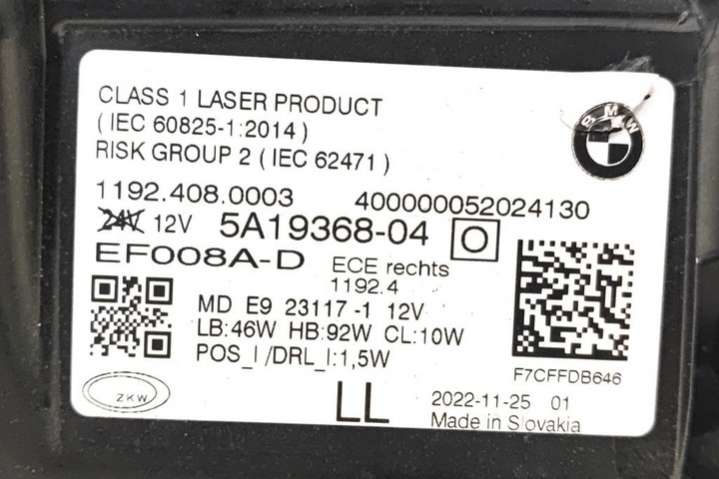 CLASS 1 LASER PRODUCT
( IEC 60825-1:2014 )
RISK GROUP 2 ( IEC 62471 )
BMW
1192.408.0003 400000052024130
24V 12V 5A19368-04 O
EF008A-D ECE rechts
1192.4
MD E9 23117 -1 12V
LB:46W HB:92W CL:10W
POS_I /DRL_I:1,5W
F7CFFDB646
ZKW
LL
2022-11-25 01
Made in Slovakia